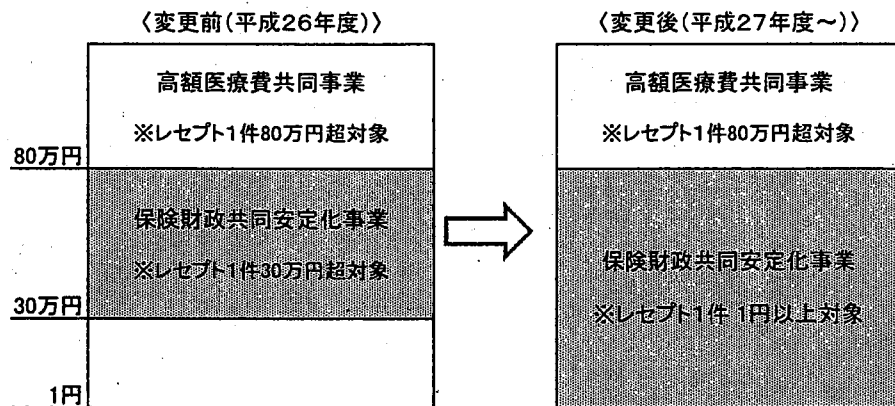 〈変更前(平成26年度)〉
高額医療費共同事業
※レセプト1件80万円超対象
80万円
保険財政共同安定化事業
※レセプト1件30万円超対象
30万円
1円
〈変更後(平成27年度～)〉
高額医療費共同事業
※レセプト1件80万円超対象
保険財政共同安定化事業
※レセプト1件 1円以上対象